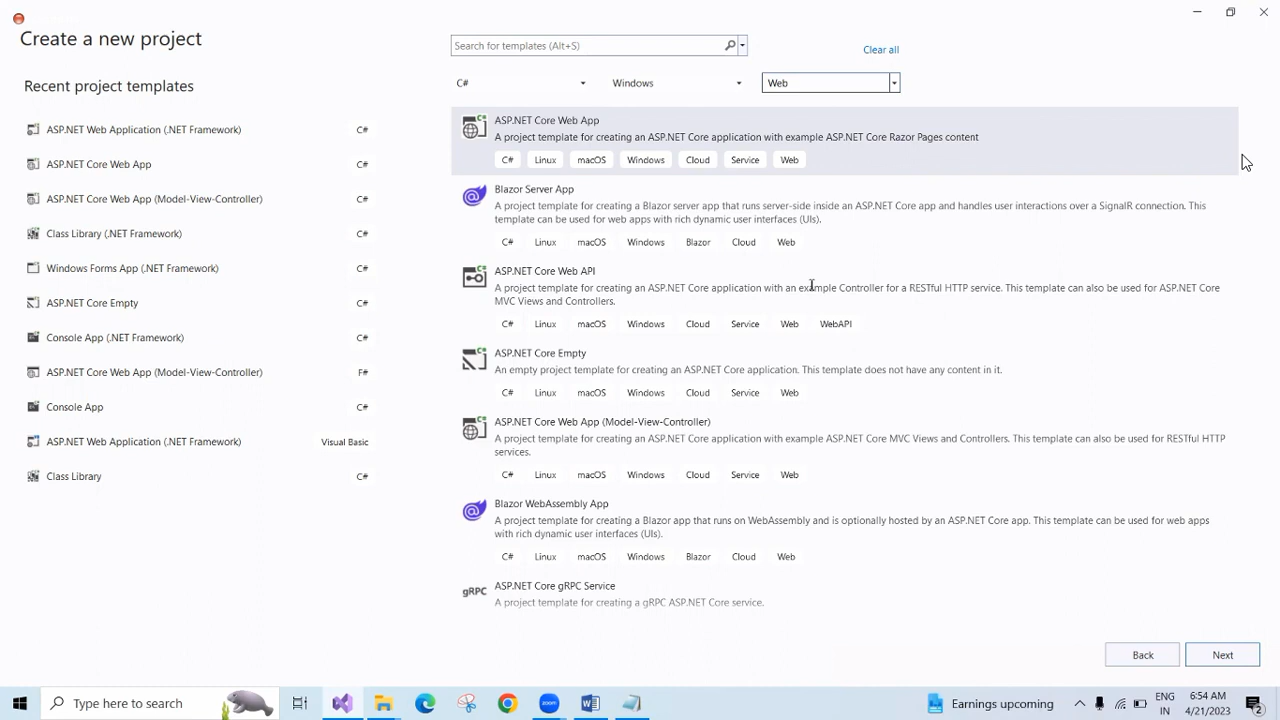 Create a new project
Search for templates (Alt+S)
Clear all
C#
Windows
Web
Recent project templates
ASP.NET Web Application (.NET Framework) C#
ASP.NET Core Web App C#
ASP.NET Core Web App (Model-View-Controller) C#
Class Library (.NET Framework) C#
Windows Forms App (.NET Framework) C#
ASP.NET Core Empty C#
Console App (.NET Framework) C#
ASP.NET Core Web App (Model-View-Controller) F#
Console App C#
ASP.NET Web Application (.NET Framework) Visual Basic
Class Library C#
ASP.NET Core Web App
A project template for creating an ASP.NET Core application with example ASP.NET Core Razor Pages content
C# Linux macOS Windows Cloud Service Web
Blazor Server App
A project template for creating a Blazor server app that runs server-side inside an ASP.NET Core app and handles user interactions over a SignalR connection. This
template can be used for web apps with rich dynamic user interfaces (UIs).
C# Linux macOS Windows Blazor Cloud Web
ASP.NET Core Web API
A project template for creating an ASP.NET Core application with an example Controller for a RESTful HTTP service. This template can also be used for ASP.NET Core
MVC Views and Controllers.
C# Linux macOS Windows Cloud Service Web WebAPI
ASP.NET Core Empty
An empty project template for creating an ASP.NET Core application. This template does not have any content in it.
C# Linux macOS Windows Cloud Service Web
ASP.NET Core Web App (Model-View-Controller)
A project template for creating an ASP.NET Core application with example ASP.NET Core MVC Views and Controllers. This template can also be used for RESTful HTTP
services.
C# Linux macOS Windows Cloud Service Web
Blazor WebAssembly App
A project template for creating a Blazor app that runs on WebAssembly and is optionally hosted by an ASP.NET Core app. This template can be used for web apps
with rich dynamic user interfaces (UIs).
C# Linux macOS Windows Blazor Cloud Web
gRPC
ASP.NET Core gRPC Service
A project template for creating a gRPC ASP.NET Core service.
Back
Next
Type here to search
zoom
Earnings upcoming
ENG
IN
6:54 AM
4/21/2023
2